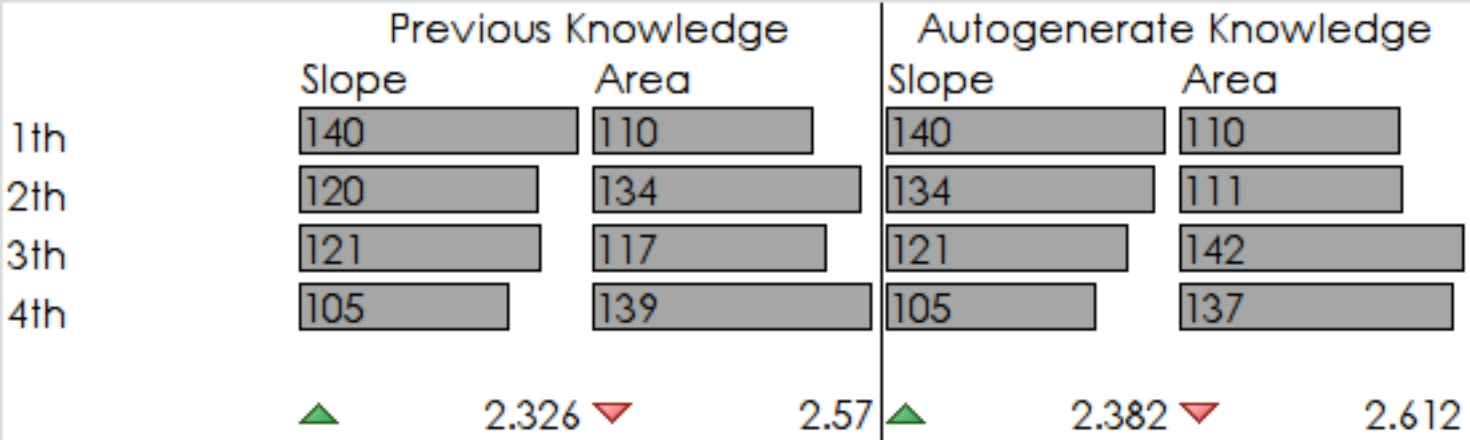 Previous Knowledge Autogenerate Knowledge
Slope Area Slope Area
1th 140 110 140 110
2th 120 134 134 111
3th 121 117 121 142
4th 105 139 105 137
2.326 2.57 2.382 2.612